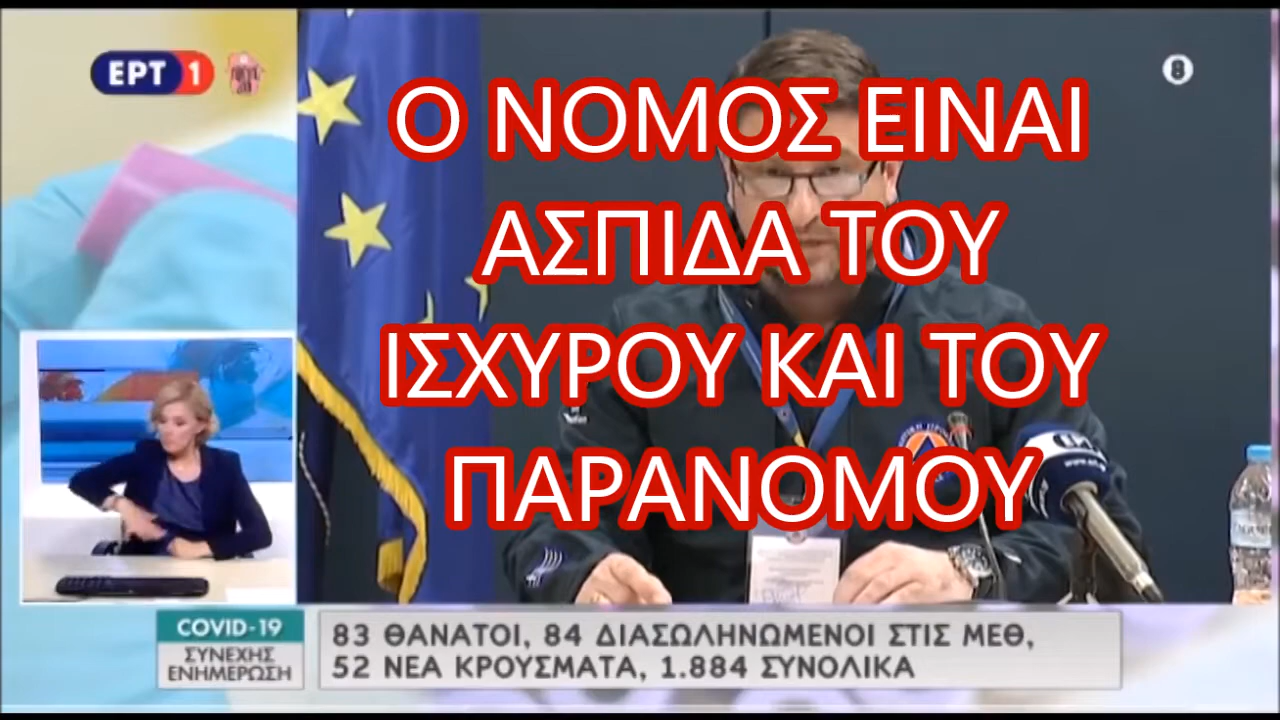 ΕΡΤ 1
8
Ο ΝΟΜΟΣ ΕΙΝΑΙ
ΑΣΠΙΔΑ ΤΟΥ
ΙΣΧΥΡΟΥ ΚΑΙ ΤΟΥ
ΠΑΡΑΝΟΜΟΥ
COVID-19
ΣΥΝΕΧΗΣ
ΕΝΗΜΕΡΩΣΗ
83 ΘΑΝΑΤΟΙ, 84 ΔΙΑΣΩΛΗΝΩΜΕΝΟΙ ΣΤΙΣ ΜΕΘ,
52 ΝΕΑ ΚΡΟΥΣΜΑΤΑ, 1.884 ΣΥΝΟΛΙΚΑ